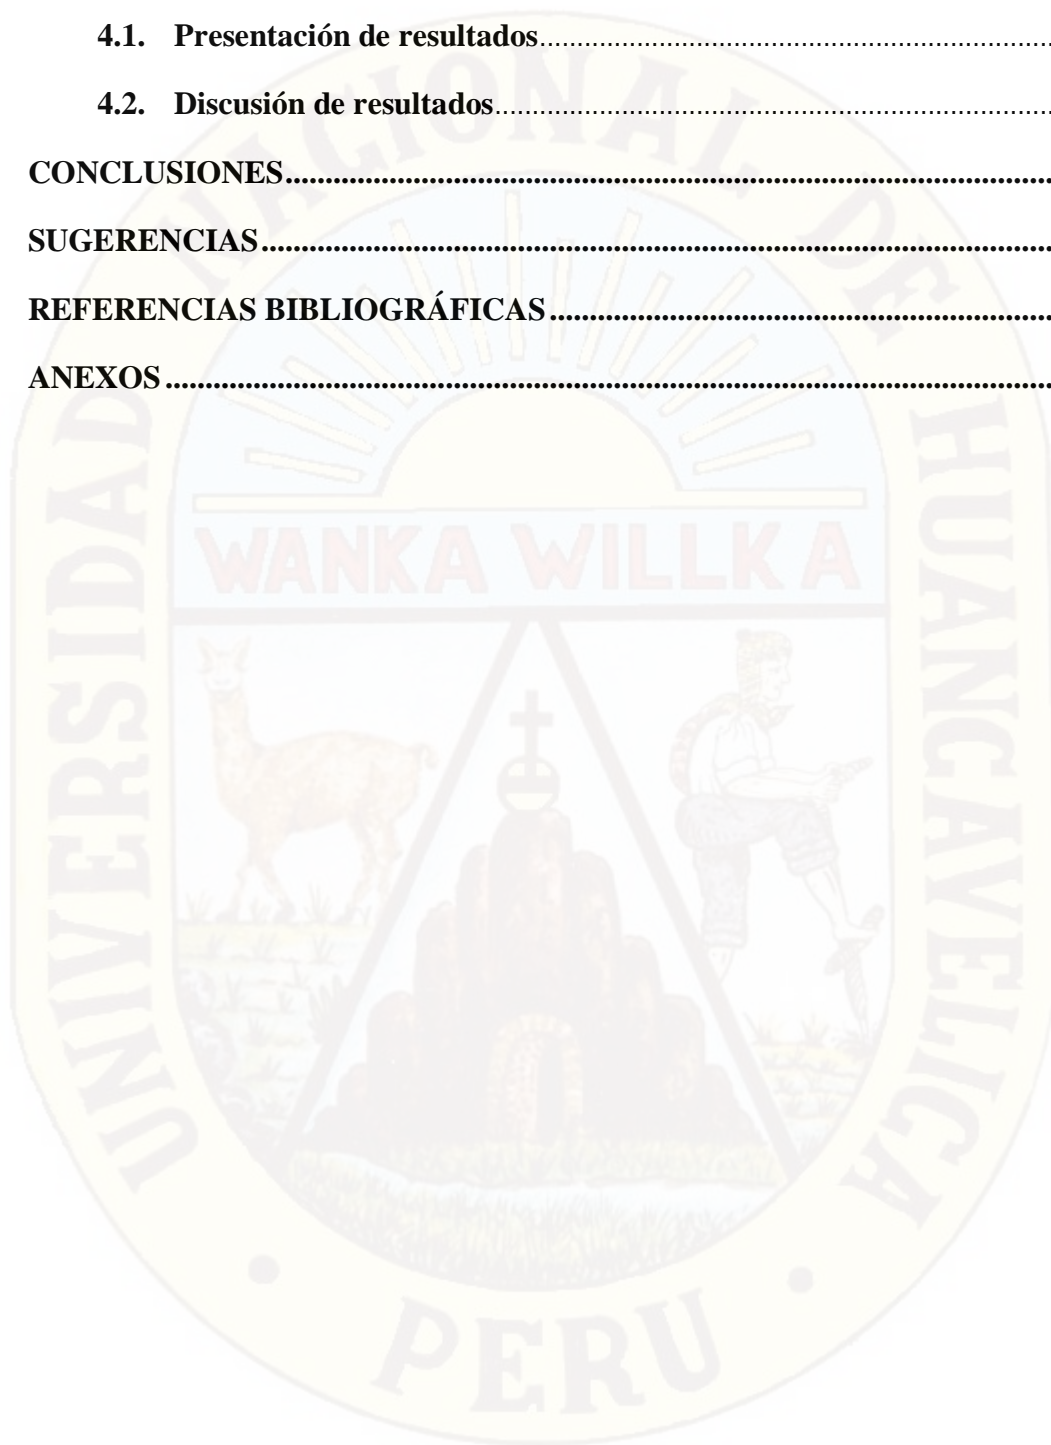 4.1. Presentación de resultados
4.2. Discusión de resultados
CONCLUSIONES
SUGERENCIAS
REFERENCIAS BIBLIOGRÁFICAS
ANEXOS
UNIVERSIDAD NACIONAL DE HUANCAVELICA
WANKA WILLKA
PERU